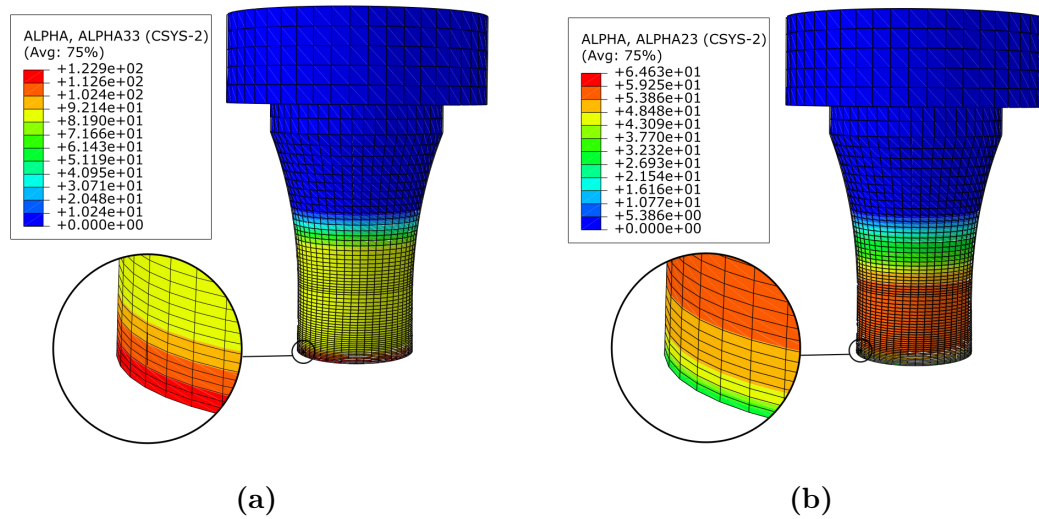 ALPHA, ALPHA33 (CSYS-2)
(Avg: 75%)
+1.229e+02
+1.126e+02
+1.024e+02
+9.214e+01
+8.190e+01
+7.166e+01
+6.143e+01
+5.119e+01
+4.095e+01
+3.071e+01
+2.048e+01
+1.024e+01
+0.000e+00
(a)
ALPHA, ALPHA23 (CSYS-2)
(Avg: 75%)
+6.463e+01
+5.925e+01
+5.386e+01
+4.848e+01
+4.309e+01
+3.770e+01
+3.232e+01
+2.693e+01
+2.154e+01
+1.616e+01
+1.077e+01
+5.386e+00
+0.000e+00
(b)